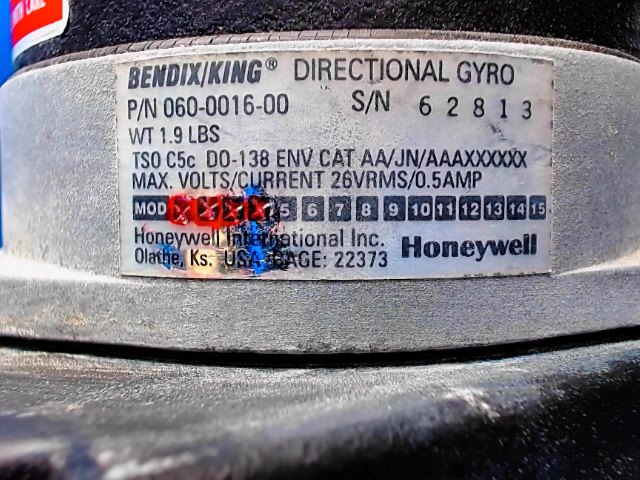 WITH CARE
BENDIX/KING® DIRECTIONAL GYRO
P/N 060-0016-00 S/N 62813
WT 1.9 LBS
TSO C5c DO-138 ENV CAT AA/JN/AAAXXXXXX
MAX. VOLTS/CURRENT 26VRMS/0.5AMP
MOD 5 6 7 8 9 10 11 12 13 14 15
Honeywell International Inc. Honeywell
Olathe, Ks. USA CAGE: 22373